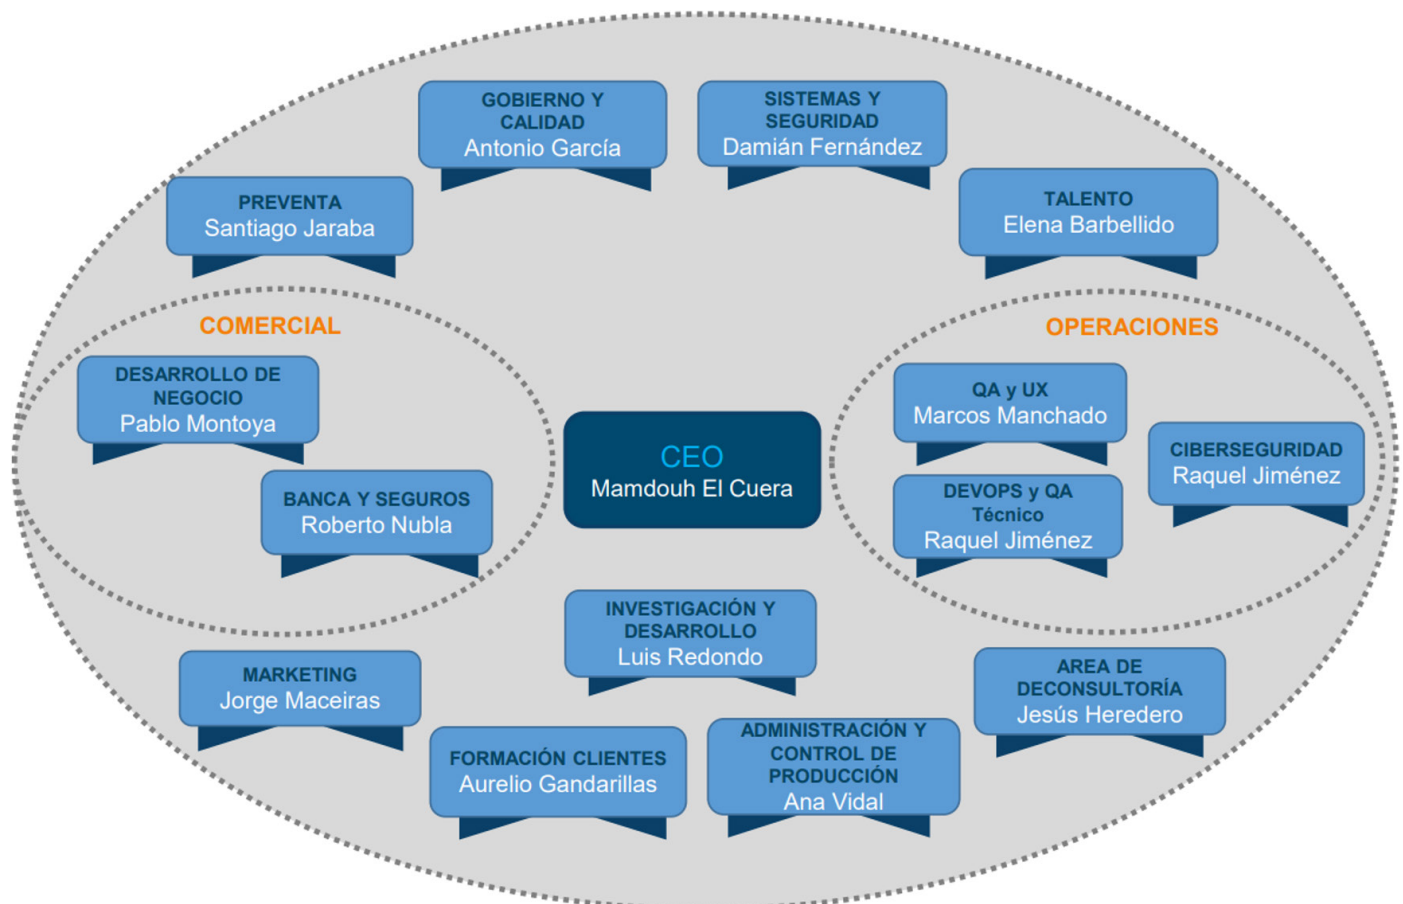 GOBIERNO Y
CALIDAD
Antonio García
SISTEMAS Y
SEGURIDAD
Damián Fernández
PREVENTA
Santiago Jaraba
TALENTO
Elena Barbellido
COMERCIAL
DESARROLLO DE
NEGOCIO
Pablo Montoya
BANCA Y SEGUROS
Roberto Nubla
CEO
Mamdouh El Cuera
OPERACIONES
QA y UX
Marcos Manchado
CIBERSEGURIDAD
Raquel Jiménez
DEVOPS y QA
Técnico
Raquel Jiménez
INVESTIGACIÓN Y
DESARROLLO
Luis Redondo
MARKETING
Jorge Maceiras
AREA DE
DECONSULTORÍA
Jesús Heredero
FORMACIÓN CLIENTES
Aurelio Gandarillas
ADMINISTRACIÓN Y
CONTROL DE
PRODUCCIÓN
Ana Vidal